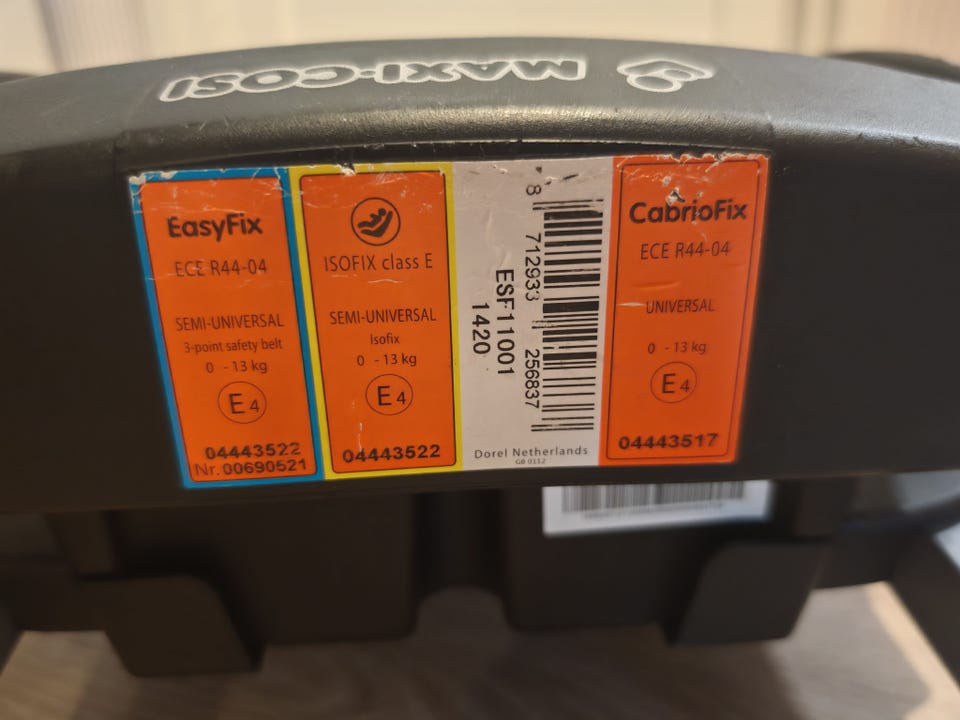 MAXI-COSI
EasyFix
ECE R44-04
SEMI-UNIVERSAL
3-point safety belt
0 - 13 kg
E4
04443522
Nr. 00690521
ISOFIX class E
SEMI-UNIVERSAL
Isofix
0 - 13 kg
E4
04443522
8 712933 256837
ESF11001
1420
Dorel Netherlands
GB 0112
CabrioFix
ECE R44-04
UNIVERSAL
0 - 13 kg
E4
04443517